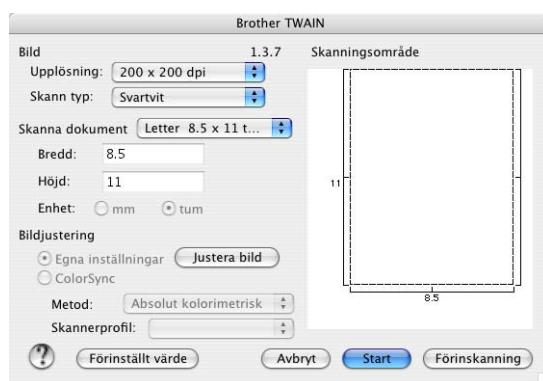 Brother TWAIN
Bild 1.3.7
Upplösning: 200 x 200 dpi
Skann typ: Svartvit
Skanna dokument Letter 8.5 x 11 t...
Bredd: 8.5
Höjd: 11
Enhet: mm tum
Bildjustering
Egna inställningar Justera bild
ColorSync
Metod: Absolut kolorimetrisk
Skannerprofil:
Skanningsområde
11
8.5
? Förinställt värde Avbryt Start Förinskanning